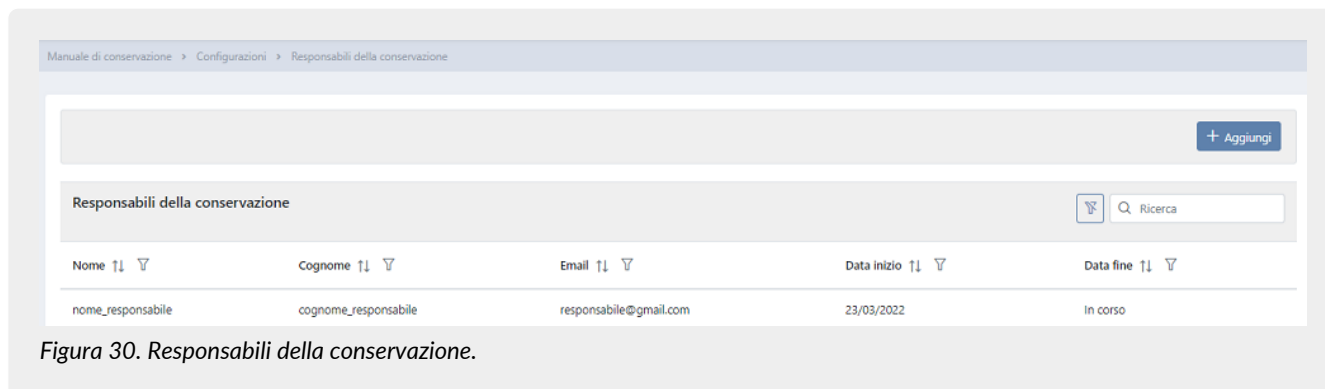 Manuale di conservazione > Configurazioni > Responsabili della conservazione
+ Aggiungi
Responsabili della conservazione
Ricerca
Nome Cognome Email Data inizio Data fine
nome_responsabile cognome_responsabile responsabile@gmail.com 23/03/2022 In corso
Figura 30. Responsabili della conservazione.